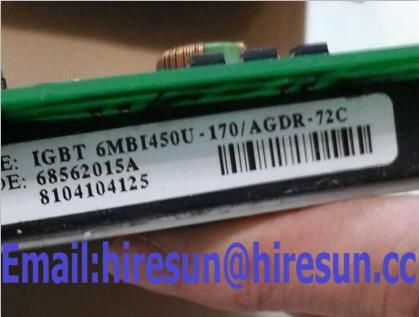 E: IGBT 6MBI450U-170/AGDR-72C
DE: 68562015A
8104104125
Email:hiresun@hiresun.cc